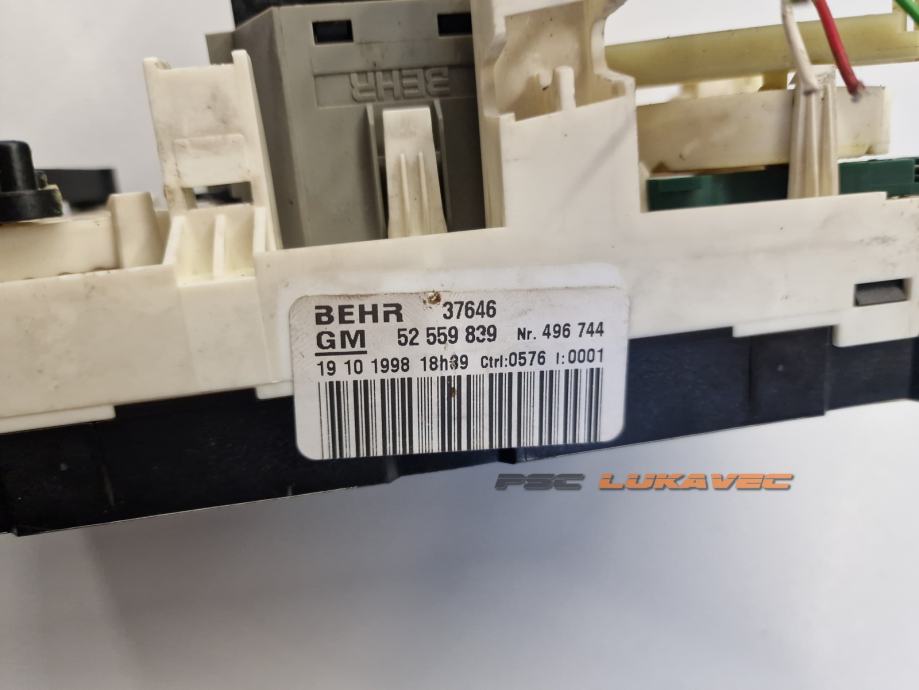 BEHR
BEHR 37646
GM 52 559 839 Nr. 496 744
19 10 1998 18h39 Ctrl:0576 I:0001
PSC LUKAVEC